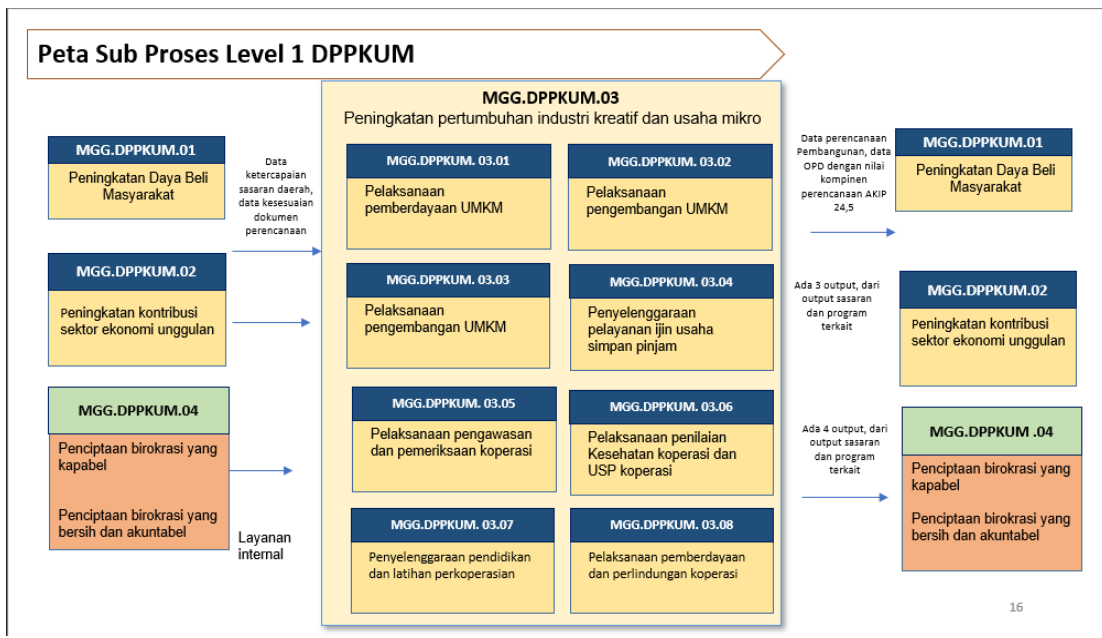 Peta Sub Proses Level 1 DPPKUM
MGG.DPPKUM.01
Peningkatan Daya Beli
Masyarakat
MGG.DPPKUM.02
Peningkatan kontribusi
sektor ekonomi unggulan
MGG.DPPKUM.04
Penciptaan birokrasi yang
kapabel
Penciptaan birokrasi yang
bersih dan akuntabel
Data
ketercapaian
sasaran daerah,
data kesesuaian
dokumen
perencanaan
Layanan
internal
MGG.DPPKUM.03
Peningkatan pertumbuhan industri kreatif dan usaha mikro
MGG.DPPKUM. 03.01
Pelaksanaan
pemberdayaan UMKM
MGG.DPPKUM. 03.02
Pelaksanaan
pengembangan UMKM
MGG.DPPKUM. 03.03
Pelaksanaan
pengembangan UMKM
MGG.DPPKUM. 03.04
Penyelenggaraan
pelayanan ijin usaha
simpan pinjam
MGG.DPPKUM. 03.05
Pelaksanaan pengawasan
dan pemeriksaan koperasi
MGG.DPPKUM. 03.06
Pelaksanaan penilaian
Kesehatan koperasi dan
USP koperasi
MGG.DPPKUM. 03.07
Penyelenggaraan pendidikan
dan latihan perkoperasian
MGG.DPPKUM. 03.08
Pelaksanaan pemberdayaan
dan perlindungan koperasi
Data perencanaan
Pembangunan, data
OPD dengan nilai
kompinen
perencanaan AKIP
24,5
Ada 3 output, dari
output sasaran
dan program
terkait
Ada 4 output, dari
output sasaran
dan program
terkait
MGG.DPPKUM.01
Peningkatan Daya Beli
Masyarakat
MGG.DPPKUM.02
Peningkatan kontribusi
sektor ekonomi unggulan
MGG.DPPKUM .04
Penciptaan birokrasi yang
kapabel
Penciptaan birokrasi yang
bersih dan akuntabel
16